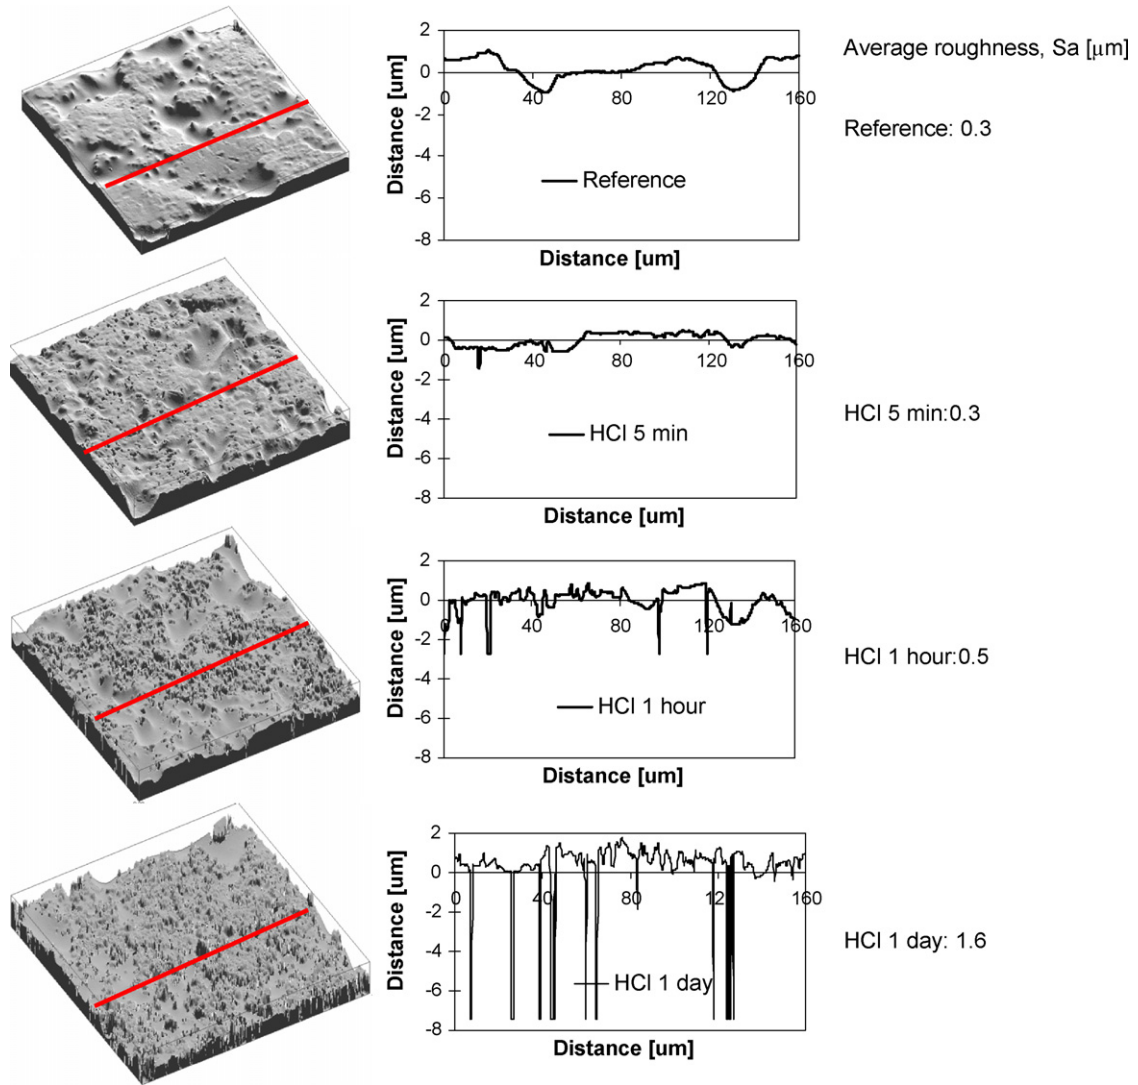 Average roughness, Sa [μm]
Distance [um]
2
0
-2
-4
-6
-8
0 40 80 120 160
Reference
Distance [um]
Reference: 0.3
Distance [um]
2
0
-2
-4
-6
-8
0 40 80 120 160
HCl 5 min
Distance [um]
HCl 5 min:0.3
Distance [um]
2
0
-2
-4
-6
-8
0 40 80 120 160
HCl 1 hour
Distance [um]
HCl 1 hour:0.5
Distance [um]
2
0
-2
-4
-6
-8
0 40 80 120 160
HCl 1 day
Distance [um]
HCl 1 day: 1.6